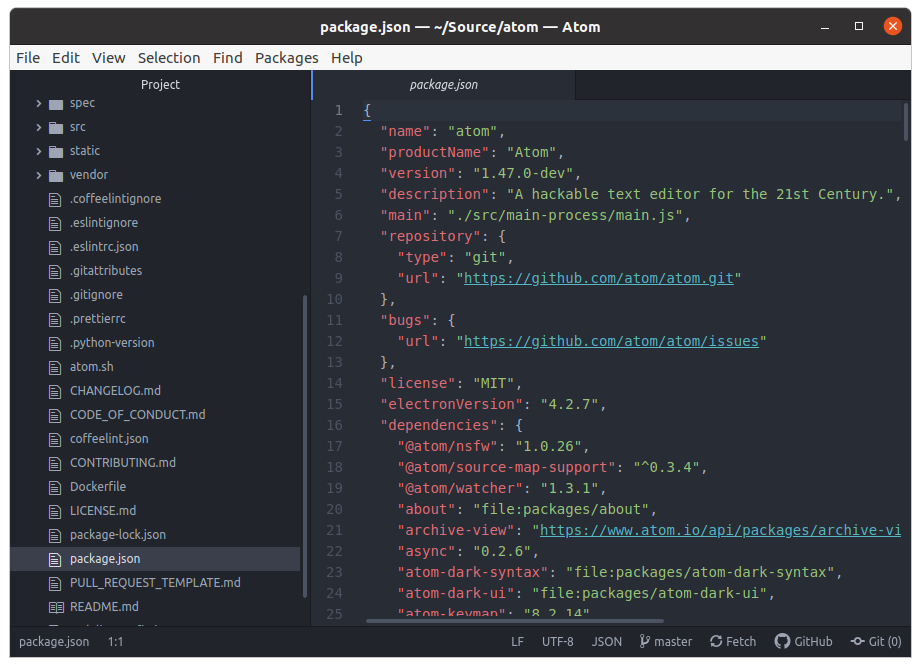 package.json — ~/Source/atom — Atom
File Edit View Selection Find Packages Help
Project
spec
src
static
vendor
.coffeelintignore
.eslintignore
.eslintrc.json
.gitattributes
.gitignore
.prettierrc
.python-version
atom.sh
CHANGELOG.md
CODE_OF_CONDUCT.md
coffeelint.json
CONTRIBUTING.md
Dockerfile
LICENSE.md
package-lock.json
package.json
PULL_REQUEST_TEMPLATE.md
README.md
package.json
1 {
2 "name": "atom",
3 "productName": "Atom",
4 "version": "1.47.0-dev",
5 "description": "A hackable text editor for the 21st Century.",
6 "main": "./src/main-process/main.js",
7 "repository": {
8 "type": "git",
9 "url": "https://github.com/atom/atom.git"
10 },
11 "bugs": {
12 "url": "https://github.com/atom/atom/issues"
13 },
14 "license": "MIT",
15 "electronVersion": "4.2.7",
16 "dependencies": {
17 "@atom/nsfw": "1.0.26",
18 "@atom/source-map-support": "^0.3.4",
19 "@atom/watcher": "1.3.1",
20 "about": "file:packages/about",
21 "archive-view": "https://www.atom.io/api/packages/archive-vi
22 "async": "0.2.6",
23 "atom-dark-syntax": "file:packages/atom-dark-syntax",
24 "atom-dark-ui": "file:packages/atom-dark-ui",
25 "atom-keymap": "8.2.14"
package.json 1:1 LF UTF-8 JSON master Fetch GitHub Git (0)